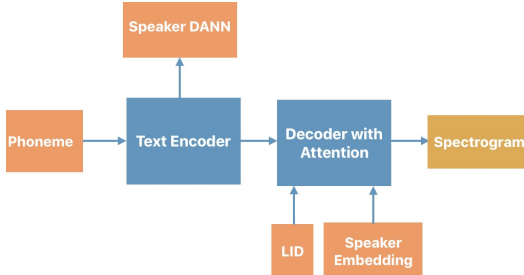 Speaker DANN
Phoneme
Text Encoder
Decoder with
Attention
Spectrogram
LID
Speaker
Embedding